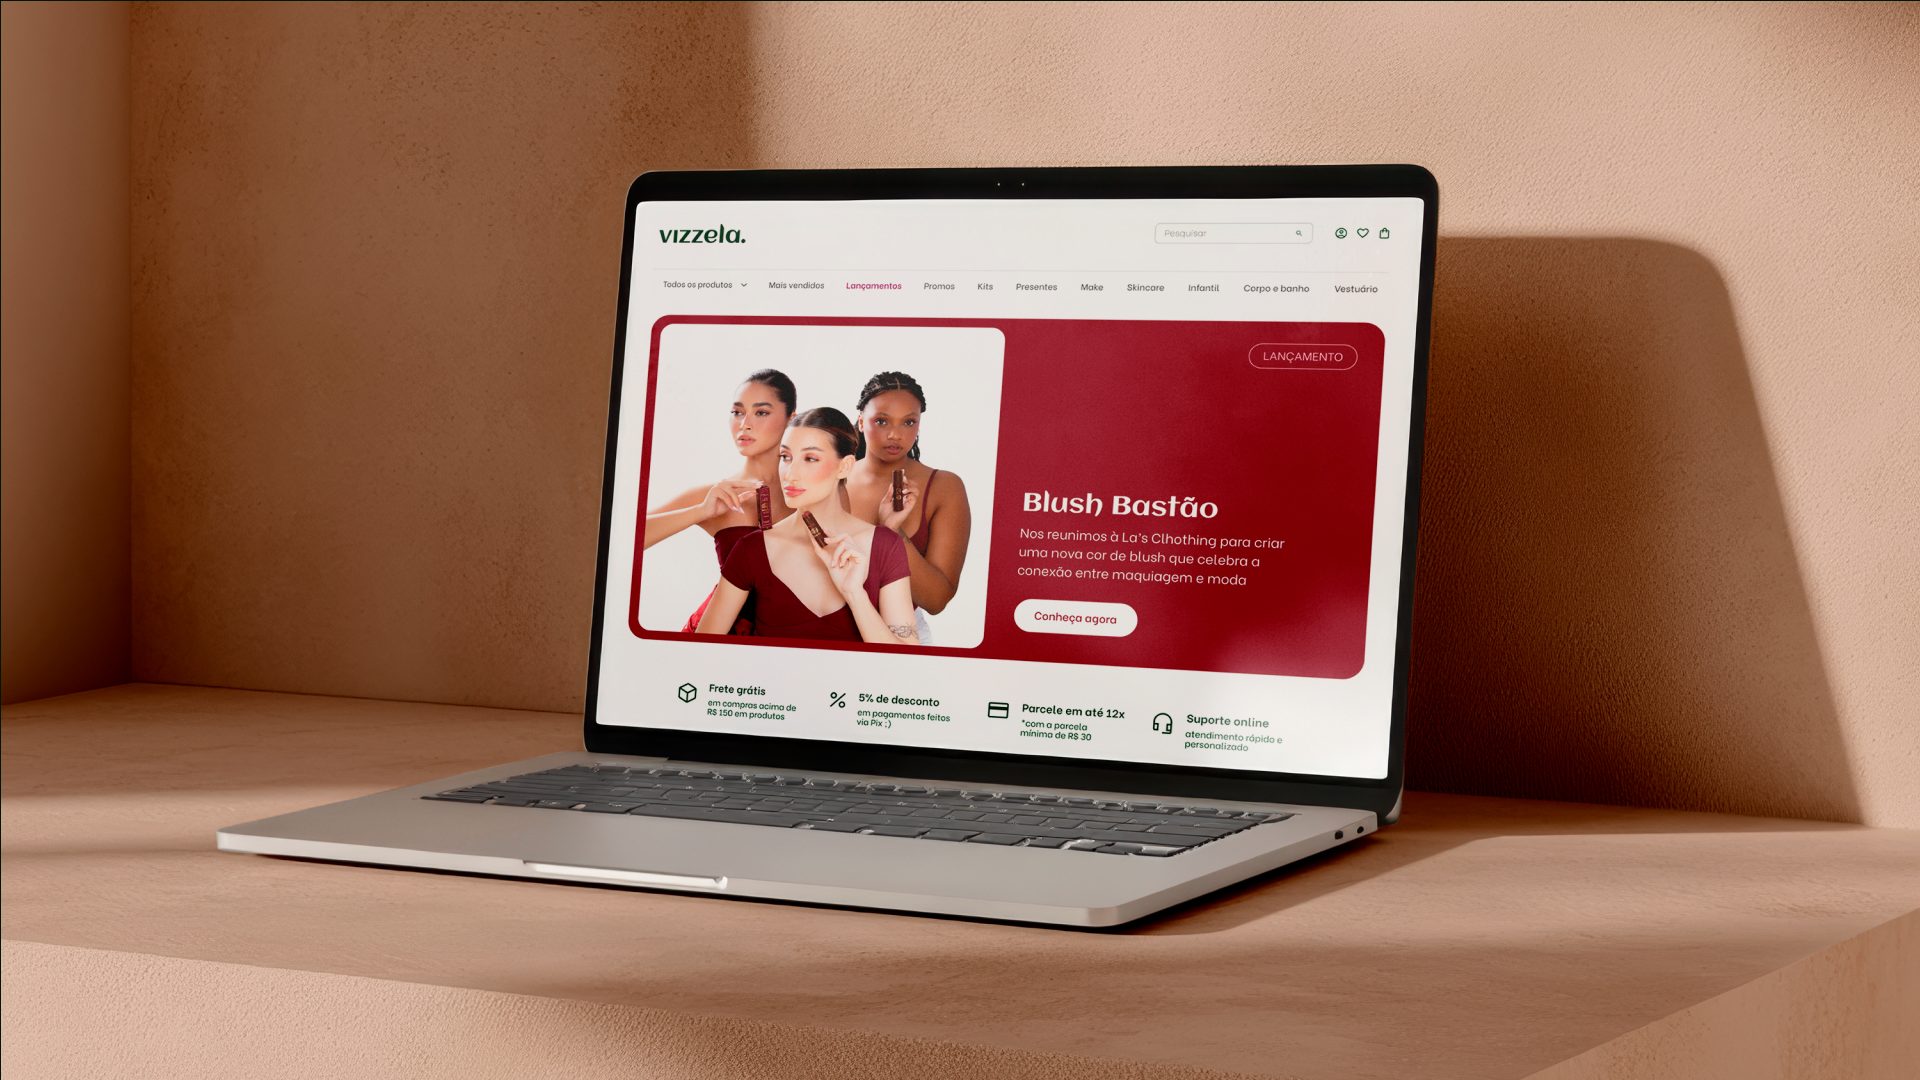 vizzela.
Pesquisar
Todos os produtos Mais vendidos Lançamentos Promos Kits Presentes Make Skincare Infantil Corpo e banho Vestuário
LANÇAMENTO
Blush Bastão
Nos reunimos à La's Clhothing para criar
uma nova cor de blush que celebra a
conexão entre maquiagem e moda
Conheça agora
Frete grátis
em compras acima de
R$ 150 em produtos
5% de desconto
em pagamentos feitos
via Pix ;)
Parcele em até 12x
*com a parcela
mínima de R$ 30
Suporte online
atendimento rápido e
personalizado